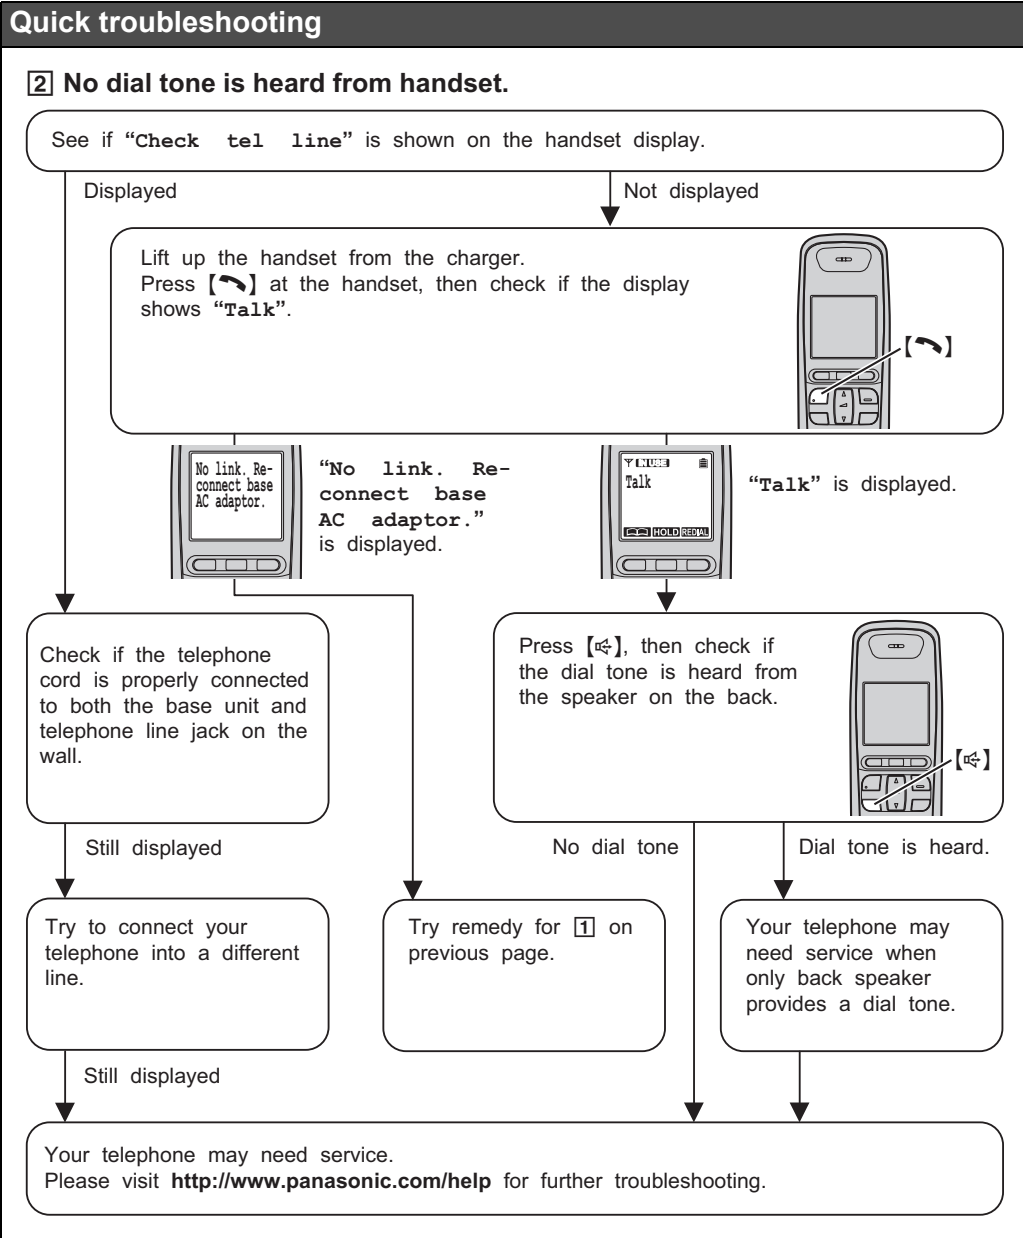 Quick troubleshooting
2 No dial tone is heard from handset.
See if “Check tel line” is shown on the handset display.
Displayed
Not displayed
Lift up the handset from the charger.
Press 【】 at the handset, then check if the display
shows “Talk”.
【】
No link. Re-
connect base
AC adaptor.
“No link. Re-
connect base
AC adaptor.”
is displayed.
IN USE
Talk
HOLD REDIAL
“Talk” is displayed.
Check if the telephone
cord is properly connected
to both the base unit and
telephone line jack on the
wall.
Press 【】, then check if
the dial tone is heard from
the speaker on the back.
【】
Still displayed
No dial tone
Dial tone is heard.
Try to connect your
telephone into a different
line.
Try remedy for 1 on
previous page.
Your telephone may
need service when
only back speaker
provides a dial tone.
Still displayed
Your telephone may need service.
Please visit http://www.panasonic.com/help for further troubleshooting.